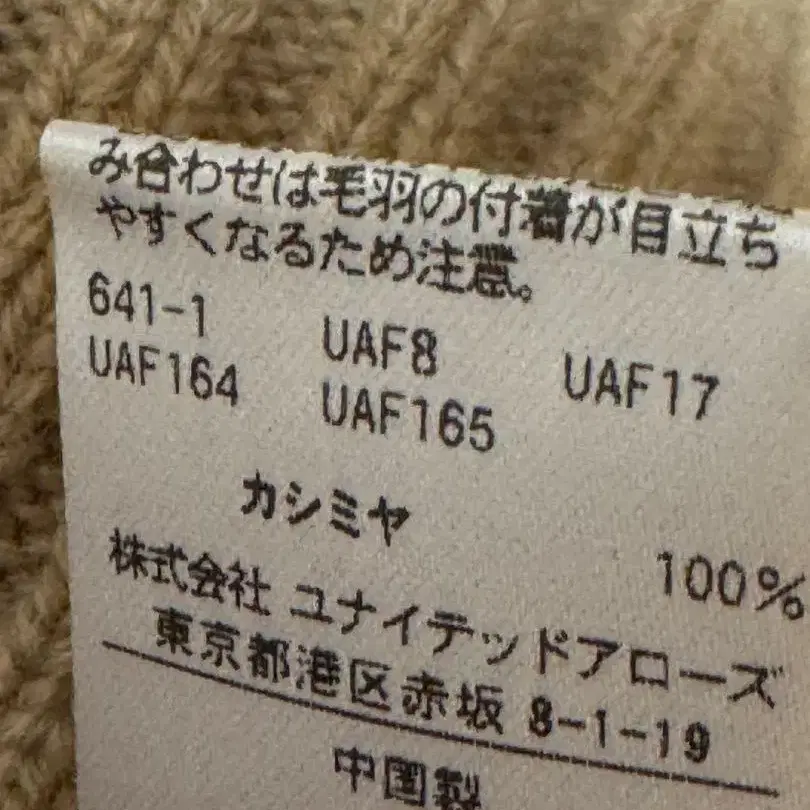 み合わせは毛羽の付着が目立ち
やすくなるため注意。
641-1 UAF8 UAF17
UAF164 UAF165
カシミヤ 100%
株式会社 ユナイテッドアローズ
東京都港区赤坂 8-1-19
中国製